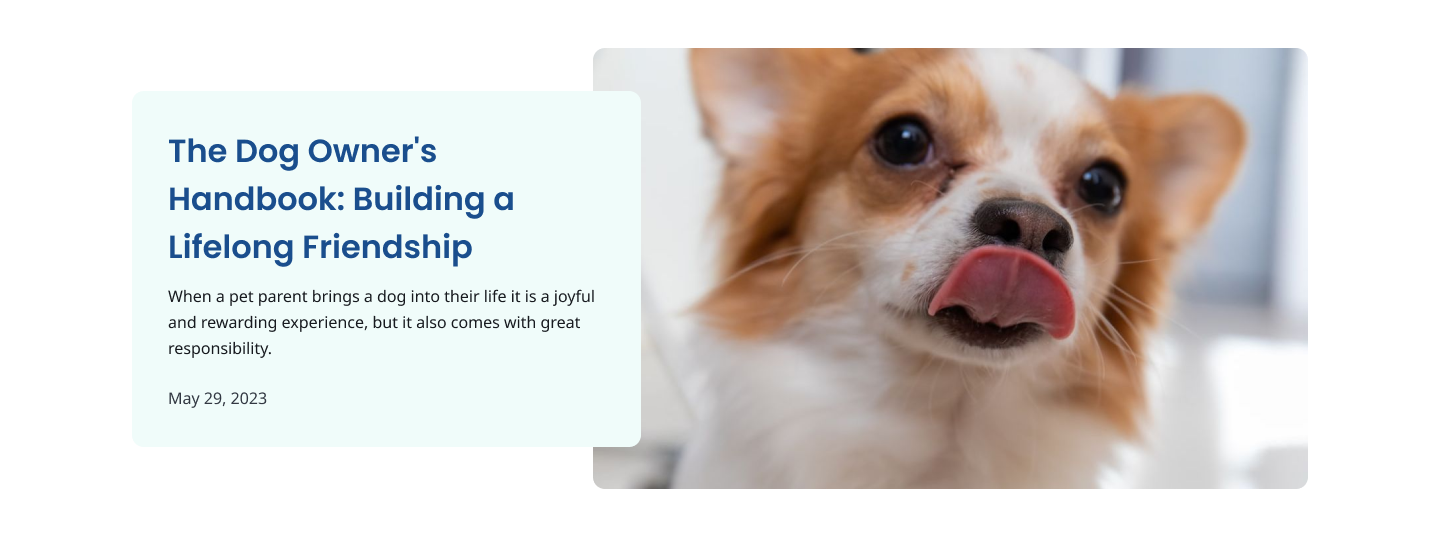 The Dog Owner's
Handbook: Building a
Lifelong Friendship
When a pet parent brings a dog into their life it is a joyful
and rewarding experience, but it also comes with great
responsibility.
May 29, 2023